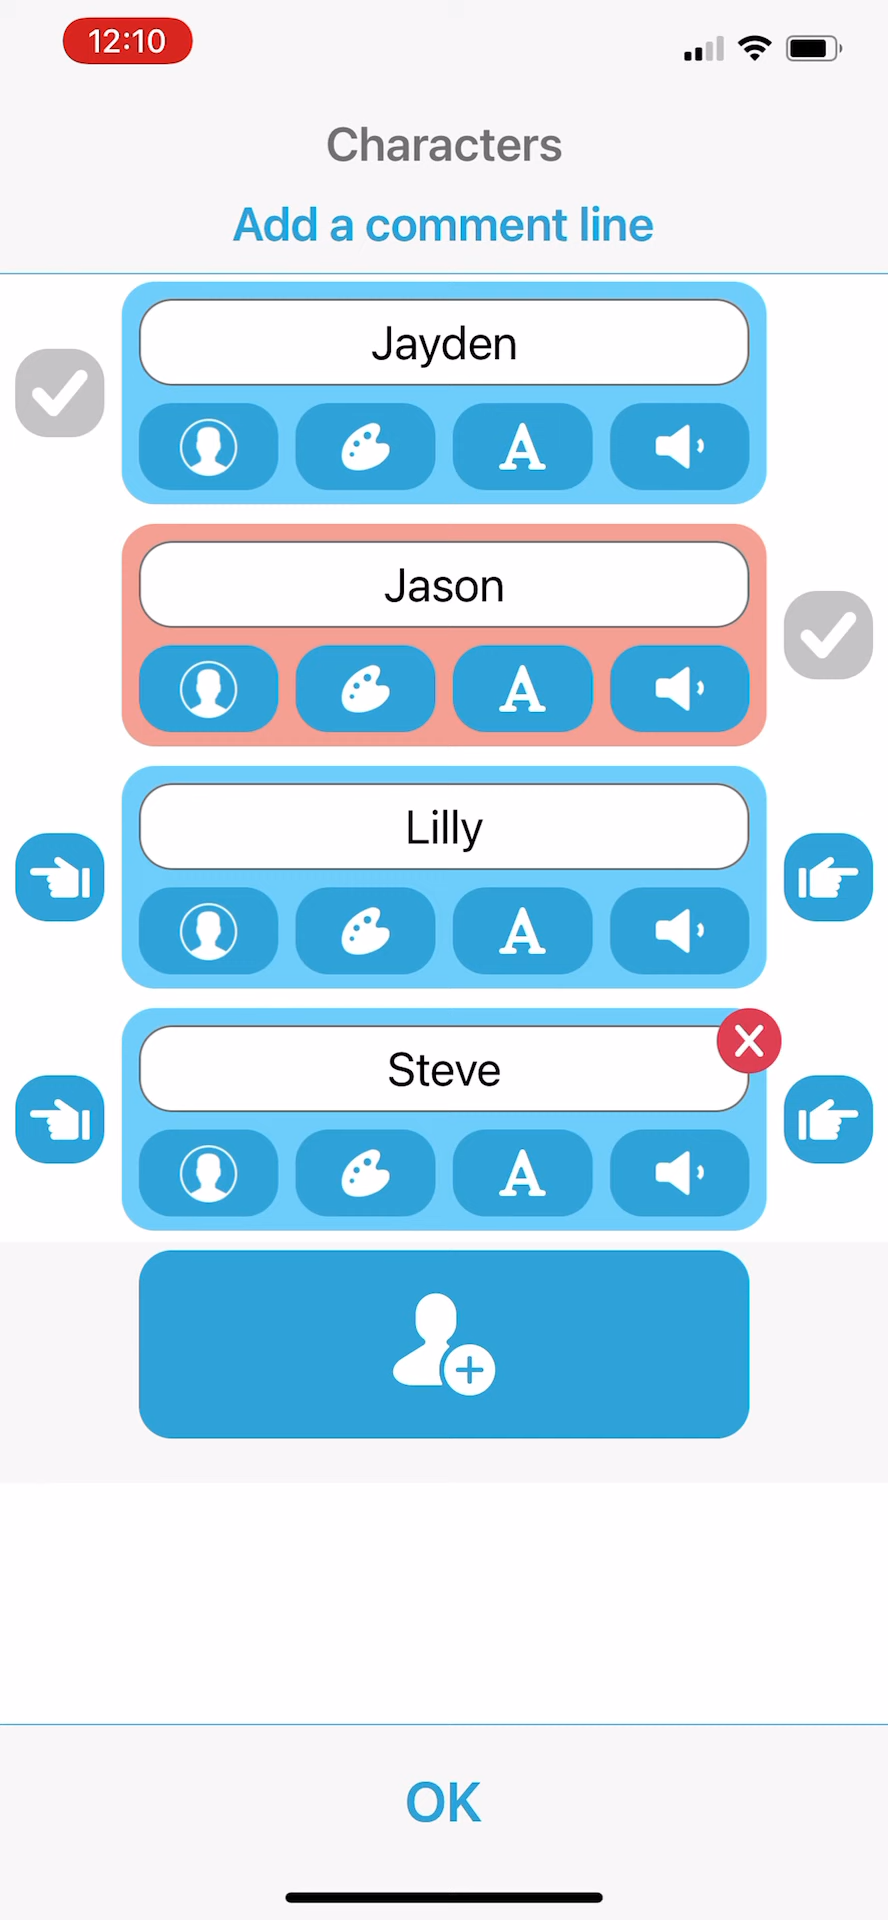 12:10
Characters
Add a comment line
Jayden
A
Jason
A
Lilly
A
Steve
A
OK